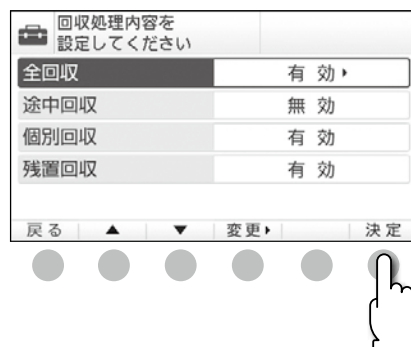 回収処理内容を
設定してください
全回収 有 効▸
途中回収 無 効
個別回収 有 効
残置回収 有 効
戻る ▲ ▼ 変更▸ 決定